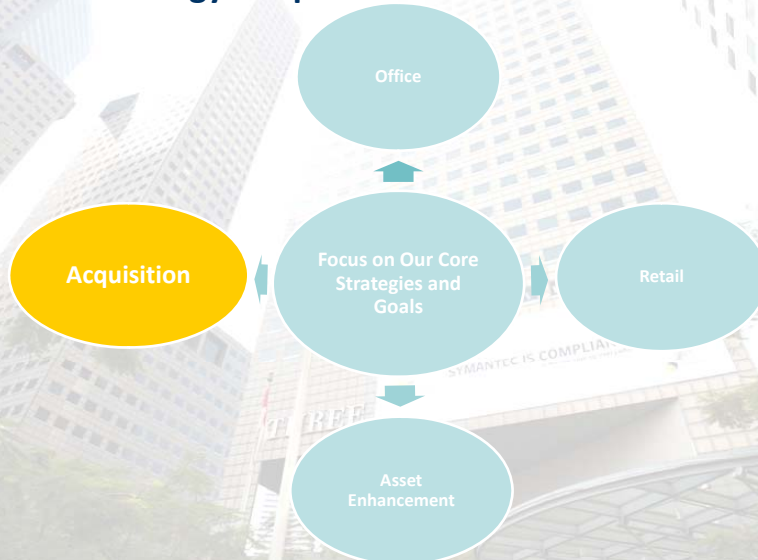 Office
Acquisition
Focus on Our Core
Strategies and
Goals
Retail
SYMANTEC IS COMPLIA
Asset
Enhancement